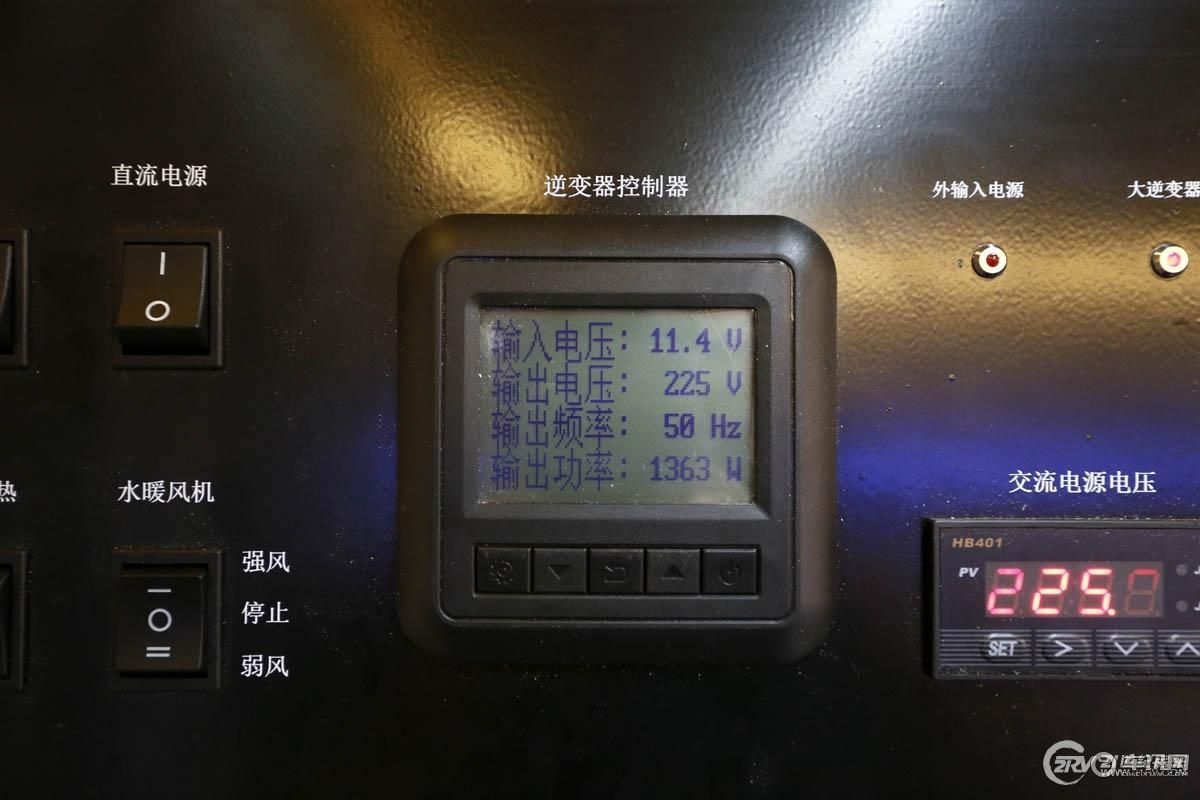 直流电源
逆变器控制器
外输入电源
大逆变器
输入电压: 11.4 V
输出电压: 225 V
输出频率: 50 Hz
输出功率: 1363 W
热
水暖风机
强风
停止
弱风
交流电源电压
HB401
PV 225.
SET
21RV